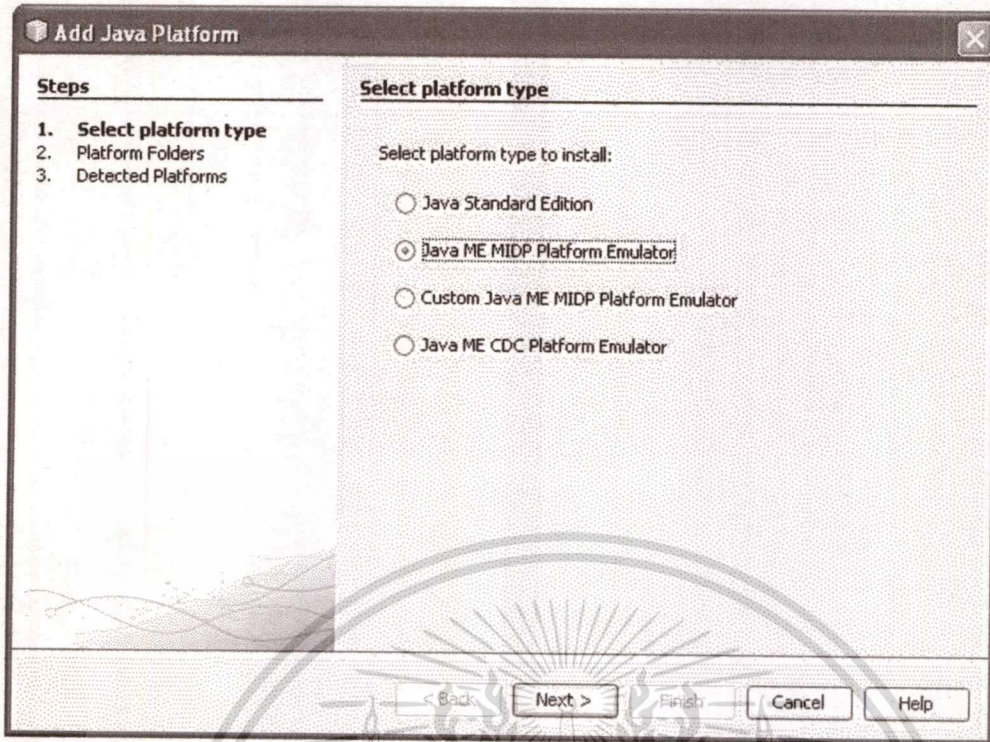 Add Java Platform
Steps
1. Select platform type
2. Platform Folders
3. Detected Platforms
Select platform type
Select platform type to install:
Java Standard Edition
Java ME MIDP Platform Emulator
Custom Java ME MIDP Platform Emulator
Java ME CDC Platform Emulator
< Back
Next >
Finish
Cancel
Help